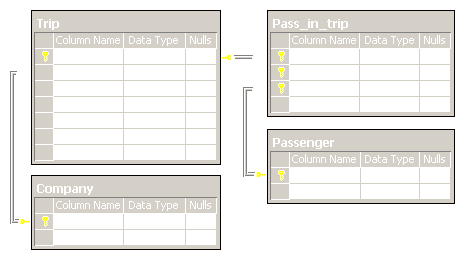 Trip
Column Name Data Type Nulls
Pass_in_trip
Column Name Data Type Nulls
Passenger
Column Name Data Type Nulls
Company
Column Name Data Type Nulls